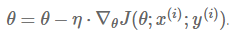 θ = θ − η · ∇θJ(θ; x⁽ⁱ⁾; y⁽ⁱ⁾).